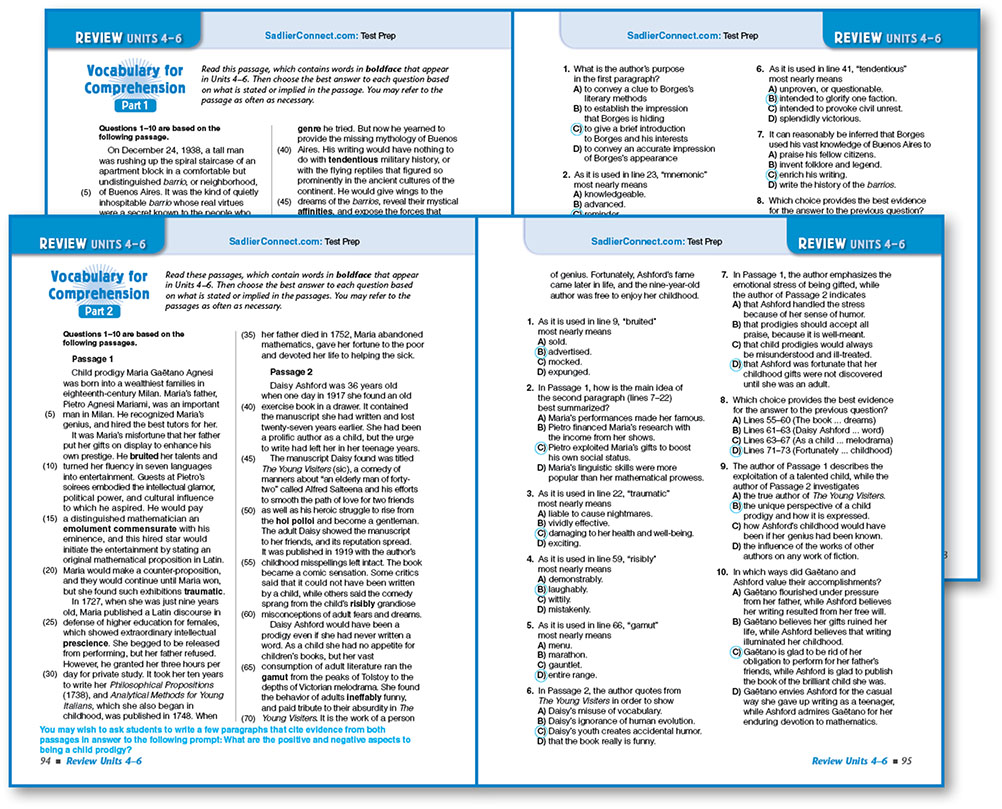 REVIEW UNITS 4–6
SadlierConnect.com: Test Prep
Vocabulary for
Comprehension
Part 1
Read this passage, which contains words in boldface that appear
in Units 4–6. Then choose the best answer to each question based
on what is stated or implied in the passage. You may refer to the
passage as often as necessary.
Questions 1–10 are based on the
following passage.
On December 24, 1938, a tall man
was rushing up the spiral staircase of an
apartment block in a comfortable but
undistinguished barrio, or neighborhood,
(5) of Buenos Aires. It was the kind of quietly
inhospitable barrio whose real virtues
were a secret known to the people who
genre he tried. But now he yearned to
provide the missing mythology of Buenos
(40) Aires. His writing would have nothing to
do with tendentious military history, or
with the flying reptiles that figured so
prominently in the ancient cultures of the
continent. He would give wings to the
(45) dreams of the barrios, reveal their mystical
affinities, and expose the forces that
SadlierConnect.com: Test Prep
REVIEW UNITS 4–6
1. What is the author's purpose
in the first paragraph?
A) to convey a clue to Borges's
literary methods
B) to establish the impression
that Borges is hiding
C) to give a brief introduction
to Borges and his interests
D) to convey an accurate impression
of Borges's appearance
2. As it is used in line 23, "mnemonic"
most nearly means
A) knowledgeable.
B) advanced.
C) reminder.
6. As it is used in line 41, "tendentious"
most nearly means
A) unproven, or questionable.
B) intended to glorify one faction.
C) intended to provoke civil unrest.
D) splendidly victorious.
7. It can reasonably be inferred that Borges
used his vast knowledge of Buenos Aires to
A) praise his fellow citizens.
B) invent folklore and legend.
C) enrich his writing.
D) write the history of the barrios.
8. Which choice provides the best evidence
for the answer to the previous question?
REVIEW UNITS 4–6
SadlierConnect.com: Test Prep
Vocabulary for
Comprehension
Part 2
Read these passages, which contain words in boldface that appear
in Units 4–6. Then choose the best answer to each question based
on what is stated or implied in the passages. You may refer to the
passages as often as necessary.
Questions 1–10 are based on the
following passages.
Passage 1
Child prodigy Maria Gaëtano Agnesi
was born into a wealthiest families in
eighteenth-century Milan. Maria's father,
Pietro Agnesi Mariami, was an important
(5) man in Milan. He recognized Maria's
genius, and hired the best tutors for her.
It was Maria's misfortune that her father
put her gifts on display to enhance his
own prestige. He bruited her talents and
(10) turned her fluency in seven languages
into entertainment. Guests at Pietro's
soirees embodied the intellectual glamor,
political power, and cultural influence
to which he aspired. He would pay
(15) a distinguished mathematician an
emolument commensurate with his
eminence, and this hired star would
initiate the entertainment by stating an
original mathematical proposition in Latin.
(20) Maria would make a counter-proposition,
and they would continue until Maria won,
but she found such exhibitions traumatic.
In 1727, when she was just nine years
old, Maria published a Latin discourse in
(25) defense of higher education for females,
which showed extraordinary intellectual
prescience. She begged to be released
from performing, but her father refused.
However, he granted her three hours per
(30) day for private study. It took her ten years
to write her Philosophical Propositions
(1738), and Analytical Methods for Young
Italians, which she also began in
childhood, was published in 1748. When
(35) her father died in 1752, Maria abandoned
mathematics, gave her fortune to the poor
and devoted her life to helping the sick.
Passage 2
Daisy Ashford was 36 years old
when one day in 1917 she found an old
(40) exercise book in a drawer. It contained
the manuscript she had written and lost
twenty-seven years earlier. She had been
a prolific author as a child, but the urge
to write had left her in her teenage years.
(45) The manuscript Daisy found was titled
The Young Visiters (sic), a comedy of
manners about "an elderly man of forty-
two" called Alfred Salteena and his efforts
to smooth the path of love for two friends
(50) as well as his heroic struggle to rise from
the hoi polloi and become a gentleman.
The adult Daisy showed the manuscript
to her friends, and its reputation spread.
It was published in 1919 with the author's
(55) childhood misspellings left intact. The book
became a comic sensation. Some critics
said that it could not have been written
by a child, while others said the comedy
sprang from the child's risibly grandiose
(60) misconceptions of adult fears and dreams.
Daisy Ashford would have been a
prodigy even if she had never written a
word. As a child she had no appetite for
children's books, but her vast
(65) consumption of adult literature ran the
gamut from the peaks of Tolstoy to the
depths of Victorian melodrama. She found
the behavior of adults ineffably funny,
and paid tribute to their absurdity in The
(70) Young Visiters. It is the work of a person
You may wish to ask students to write a few paragraphs that cite evidence from both
passages in answer to the following prompt: What are the positive and negative aspects to
being a child prodigy?
94 ■ Review Units 4–6
SadlierConnect.com: Test Prep
REVIEW UNITS 4–6
of genius. Fortunately, Ashford's fame
came later in life, and the nine-year-old
author was free to enjoy her childhood.
1. As it is used in line 9, "bruited"
most nearly means
A) sold.
B) advertised.
C) mocked.
D) expunged.
2. In Passage 1, how is the main idea of
the second paragraph (lines 7–22)
best summarized?
A) Maria's performances made her famous.
B) Pietro financed Maria's research with
the income from her shows.
C) Pietro exploited Maria's gifts to boost
his own social status.
D) Maria's linguistic skills were more
popular than her mathematical prowess.
3. As it is used in line 22, "traumatic"
most nearly means
A) liable to cause nightmares.
B) vividly effective.
C) damaging to her health and well-being.
D) exciting.
4. As it is used in line 59, "risibly"
most nearly means
A) demonstrably.
B) laughably.
C) wittily.
D) mistakenly.
5. As it is used in line 66, "gamut"
most nearly means
A) menu.
B) marathon.
C) gauntlet.
D) entire range.
6. In Passage 2, the author quotes from
The Young Visiters in order to show
A) Daisy's misuse of vocabulary.
B) Daisy's ignorance of human evolution.
C) Daisy's youth creates accidental humor.
D) that the book really is funny.
7. In Passage 1, the author emphasizes the
emotional stress of being gifted, while
the author of Passage 2 indicates
A) that Ashford handled the stress
because of her sense of humor.
B) that prodigies should accept all
praise, because it is well-meant.
C) that child prodigies would always
be misunderstood and ill-treated.
D) that Ashford was fortunate that her
childhood gifts were not discovered
until she was an adult.
8. Which choice provides the best evidence
for the answer to the previous question?
A) Lines 55–60 (The book ... dreams)
B) Lines 61–63 (Daisy Ashford ... word)
C) Lines 63–67 (As a child ... melodrama)
D) Lines 71–73 (Fortunately ... childhood)
9. The author of Passage 1 describes the
exploitation of a talented child, while the
author of Passage 2 investigates
A) the true author of The Young Visiters.
B) the unique perspective of a child
prodigy and how it is expressed.
C) how Ashford's childhood would have
been if her genius had been known.
D) the influence of the works of other
authors on any work of fiction.
10. In which ways did Gaëtano and
Ashford value their accomplishments?
A) Gaëtano flourished under pressure
from her father, while Ashford believes
her writing resulted from her free will.
B) Gaëtano believes her gifts ruined her
life, while Ashford believes that writing
illuminated her childhood.
C) Gaëtano is glad to be rid of her
obligation to perform for her father's
friends, while Ashford is glad to publish
the book of the brilliant child she was.
D) Gaëtano envies Ashford for the casual
way she gave up writing as a teenager,
while Ashford admires Gaëtano for her
enduring devotion to mathematics.
Review Units 4–6 ■ 95